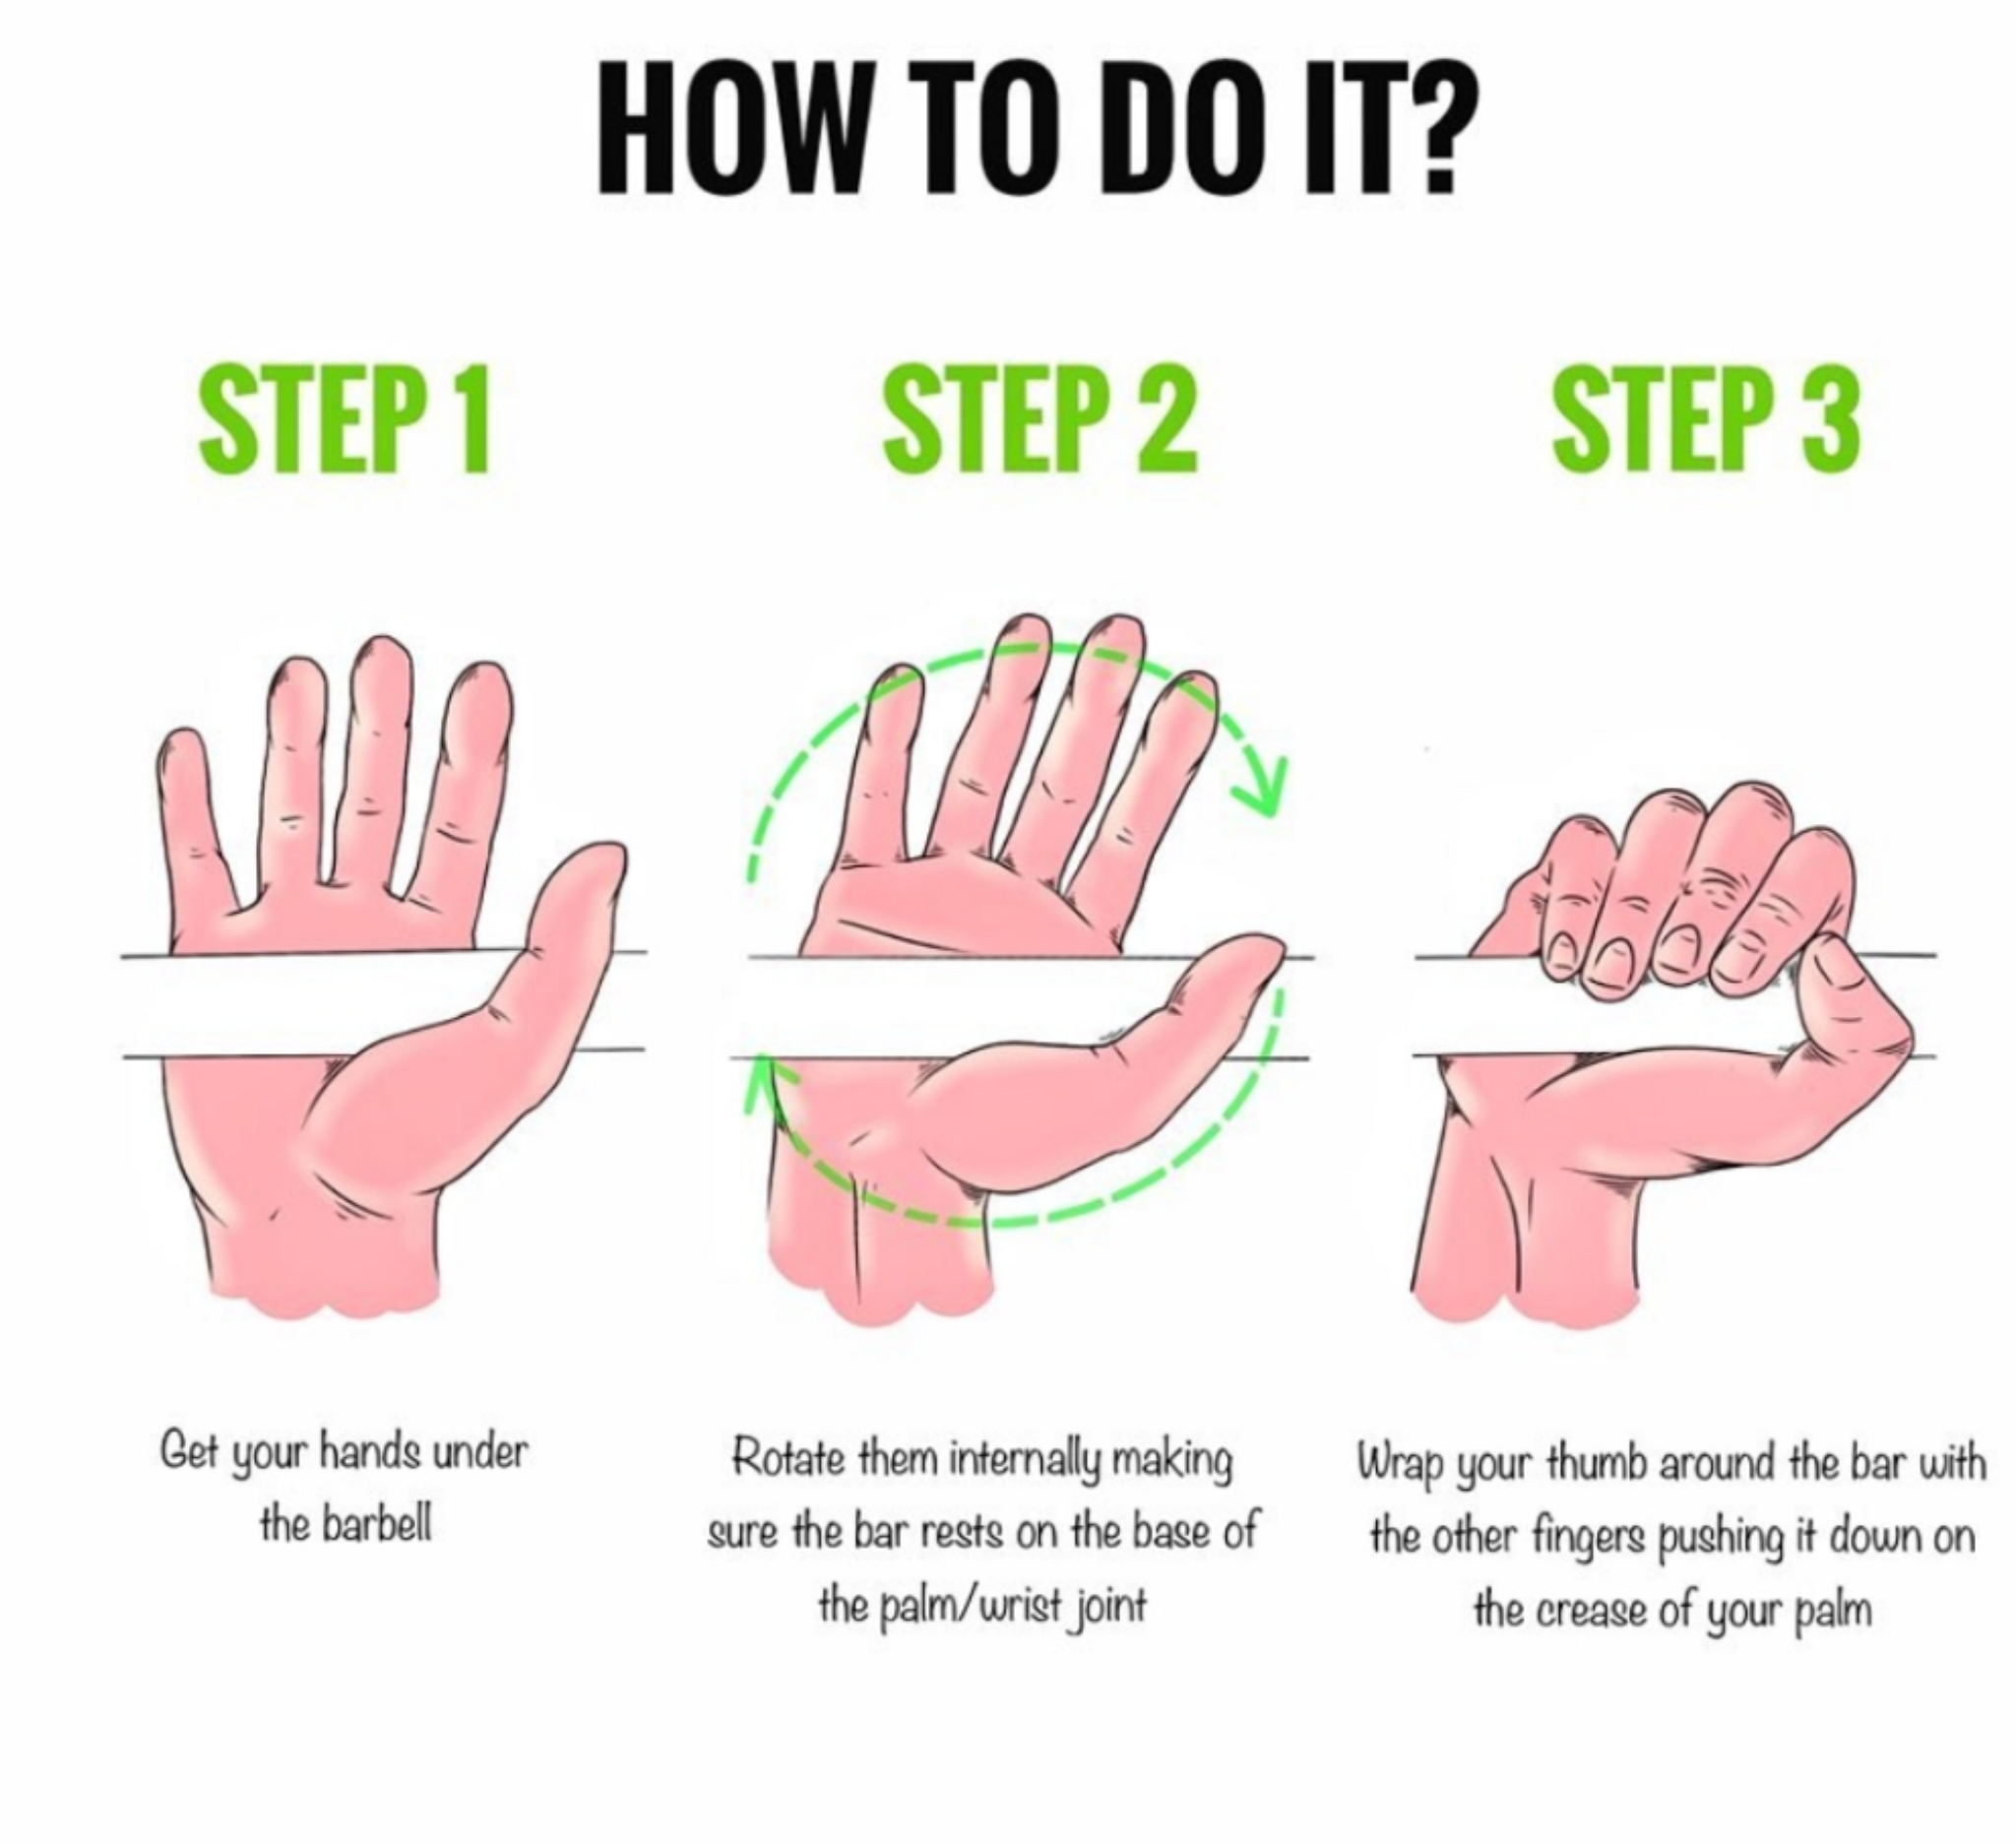 HOW TO DO IT?
STEP 1
STEP 2
STEP 3
Get your hands under
the barbell
Rotate them internally making
sure the bar rests on the base of
the palm/wrist joint
Wrap your thumb around the bar with
the other fingers pushing it down on
the crease of your palm